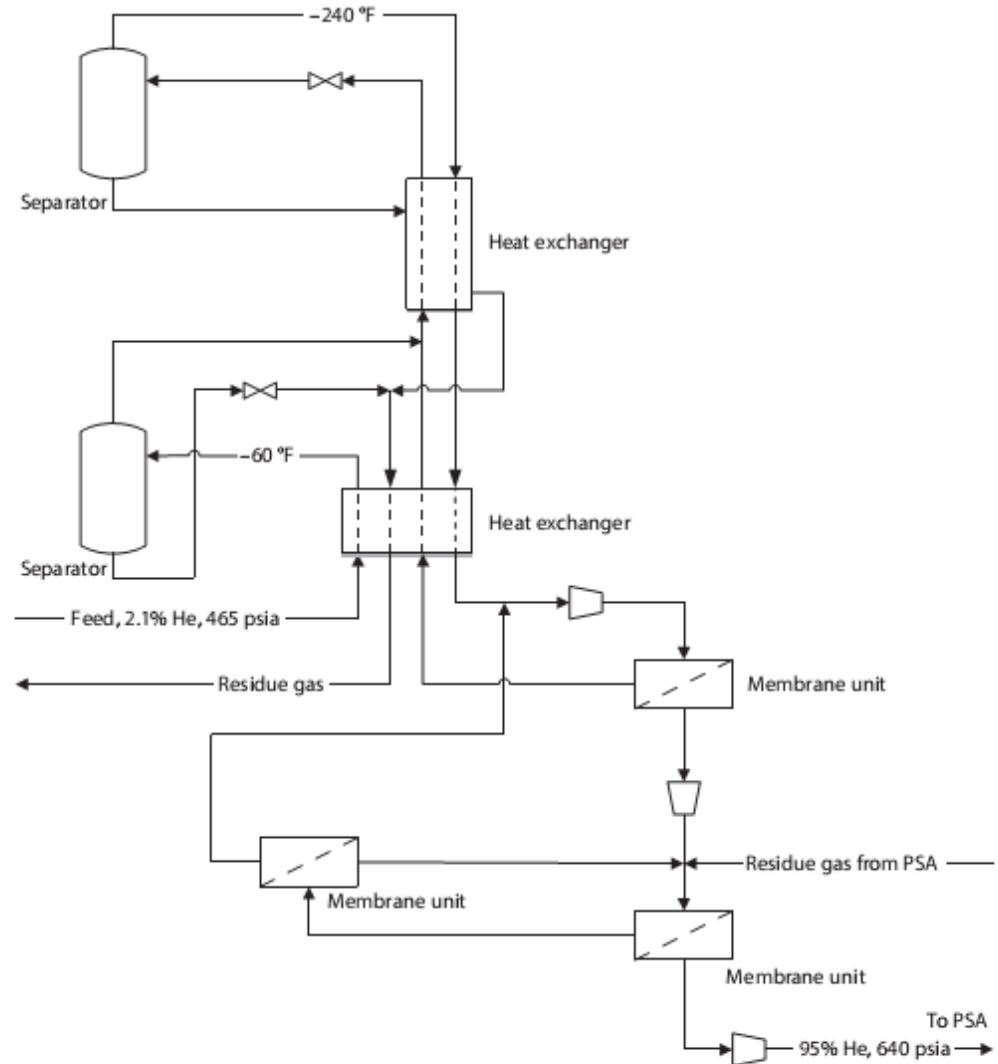 −240 °F
Separator
Heat exchanger
−60 °F
Heat exchanger
Separator
Feed, 2.1% He, 465 psia
Residue gas
Membrane unit
Residue gas from PSA
Membrane unit
Membrane unit
To PSA
95% He, 640 psia